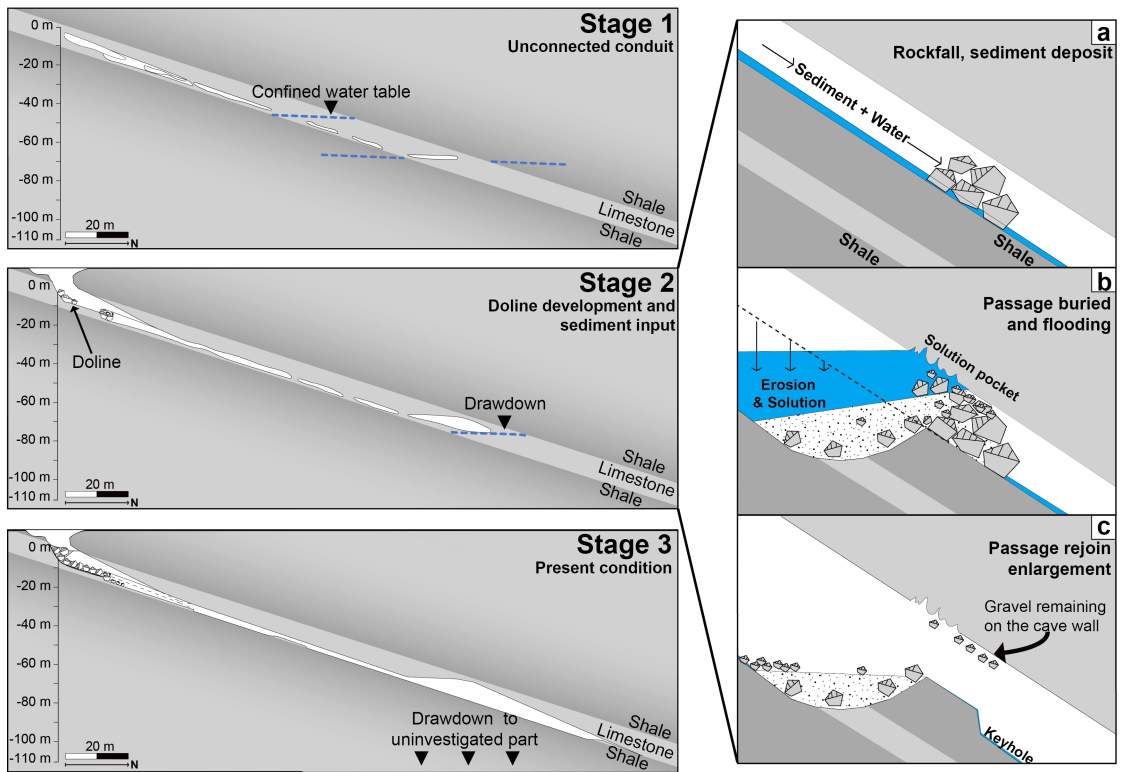 Stage 1
Unconnected conduit
0 m
-20 m
-40 m
-60 m
-80 m
-100 m
-110 m
Confined water table
20 m
N
Shale
Limestone
Shale
Stage 2
Doline development and
sediment input
0 m
-20 m
-40 m
-60 m
-80 m
-100 m
-110 m
Doline
Drawdown
20 m
N
Shale
Limestone
Shale
Stage 3
Present condition
0 m
-20 m
-40 m
-60 m
-80 m
-100 m
-110 m
Drawdown to
uninvestigated part
20 m
N
Shale
Limestone
Shale
a
Rockfall, sediment deposit
Sediment + Water
Shale
Shale
b
Passage buried
and flooding
Solution pocket
Erosion
& Solution
c
Passage rejoin
enlargement
Gravel remaining
on the cave wall
Keyhole